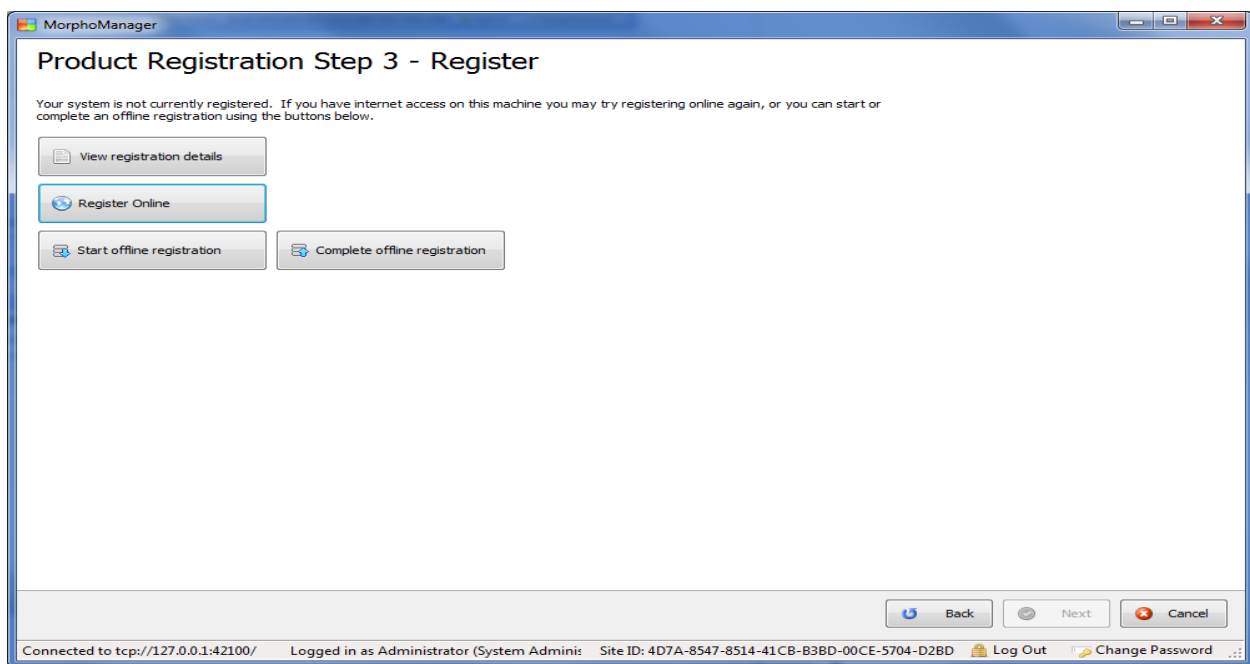 MorphoManager
Product Registration Step 3 - Register
Your system is not currently registered.  If you have internet access on this machine you may try registering online again, or you can start or
complete an offline registration using the buttons below.
View registration details
Register Online
Start offline registration Complete offline registration
Back Next Cancel
Connected to tcp://127.0.0.1:42100/ Logged in as Administrator (System Adminis Site ID: 4D7A-8547-8514-41CB-B3BD-00CE-5704-D2BD Log Out Change Password